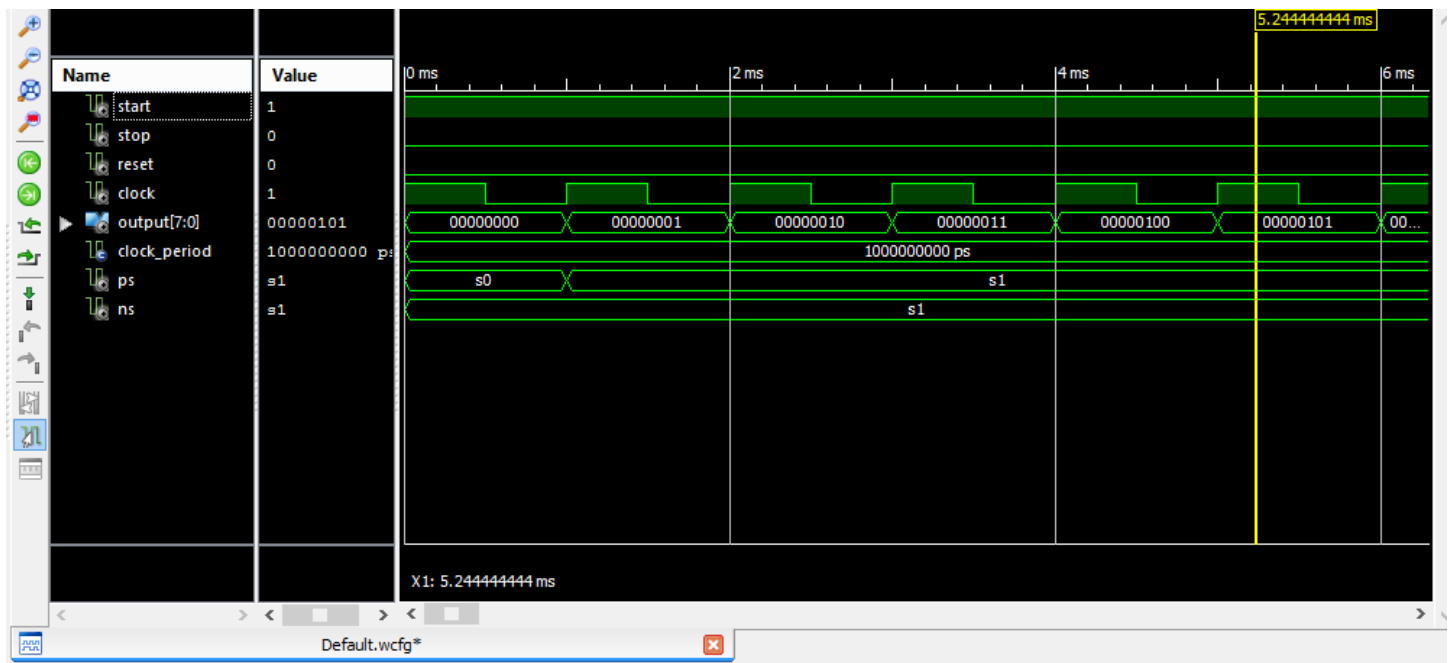 5.244444444 ms
Name Value 0 ms 2 ms 4 ms 6 ms
start 1
stop 0
reset 0
clock 1
output[7:0] 00000101 00000000 00000001 00000010 00000011 00000100 00000101 00...
clock_period 1000000000 ps 1000000000 ps
ps s1 s0 s1
ns s1 s1
X1: 5.244444444 ms
Default.wcfg*